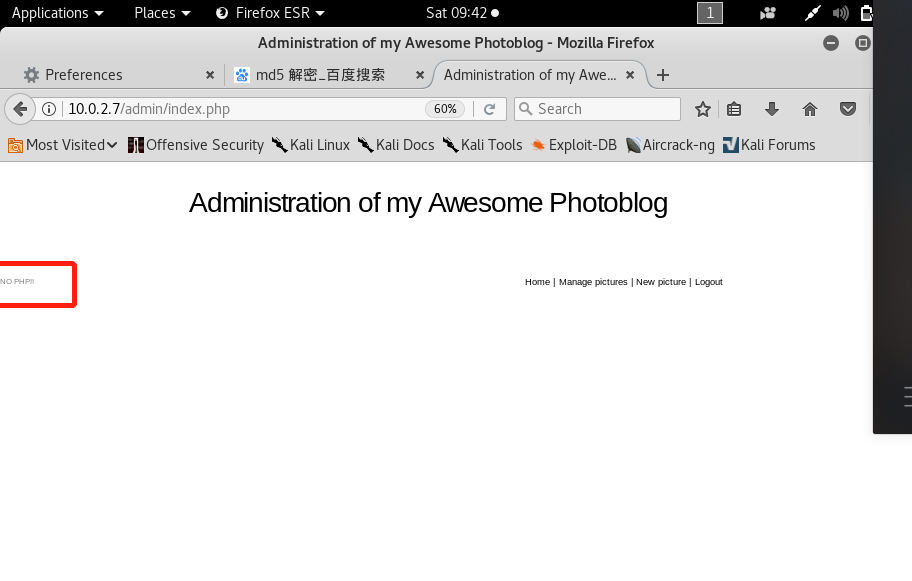 Applications Places Firefox ESR Sat 09:42 1
Administration of my Awesome Photoblog - Mozilla Firefox
Preferences × md5 解密_百度搜索 × Administration of my Awe... × +
10.0.2.7/admin/index.php 60% Search
Most Visited Offensive Security Kali Linux Kali Docs Kali Tools Exploit-DB Aircrack-ng Kali Forums
Administration of my Awesome Photoblog
NO PHP!! Home | Manage pictures | New picture | Logout